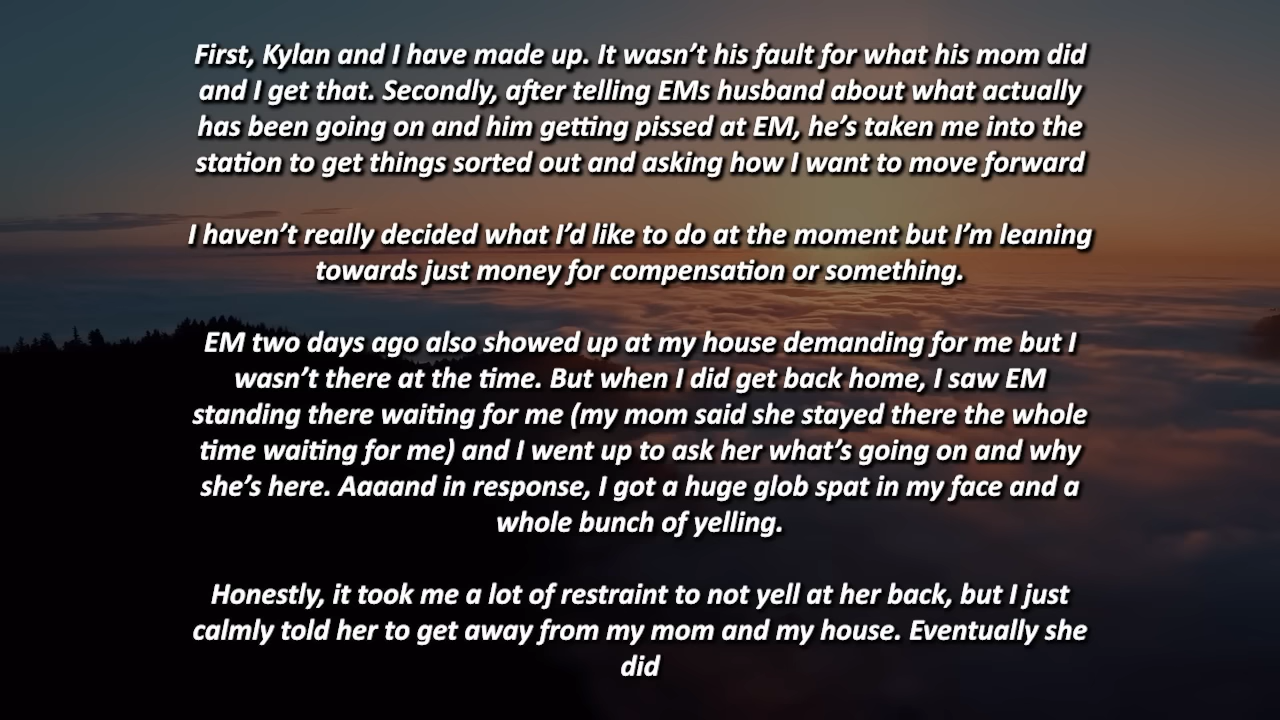 First, Kylan and I have made up. It wasn’t his fault for what his mom did
and I get that. Secondly, after telling EMs husband about what actually
has been going on and him getting pissed at EM, he’s taken me into the
station to get things sorted out and asking how I want to move forward
I haven’t really decided what I’d like to do at the moment but I’m leaning
towards just money for compensation or something.
EM two days ago also showed up at my house demanding for me but I
wasn’t there at the time. But when I did get back home, I saw EM
standing there waiting for me (my mom said she stayed there the whole
time waiting for me) and I went up to ask her what’s going on and why
she’s here. Aaaand in response, I got a huge glob spat in my face and a
whole bunch of yelling.
Honestly, it took me a lot of restraint to not yell at her back, but I just
calmly told her to get away from my mom and my house. Eventually she
did